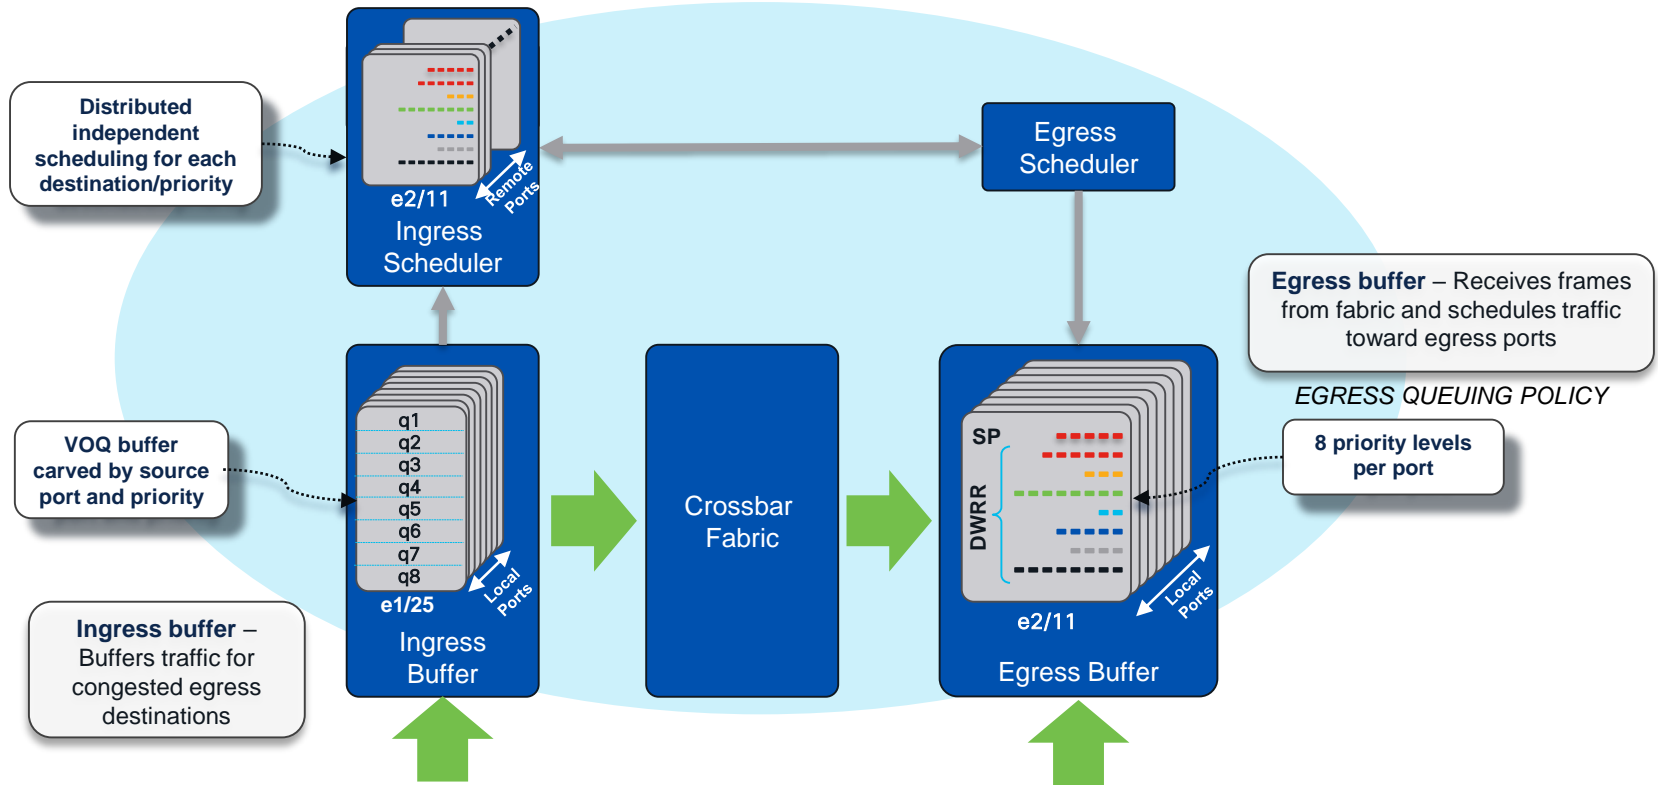 Distributed
independent
scheduling for each
destination/priority
e2/11
Remote
Ports
Ingress
Scheduler
Egress
Scheduler
Egress buffer – Receives frames
from fabric and schedules traffic
toward egress ports
EGRESS QUEUING POLICY
8 priority levels
per port
VOQ buffer
carved by source
port and priority
q1
q2
q3
q4
q5
q6
q7
q8
e1/25
Local
Ports
Ingress
Buffer
Crossbar
Fabric
SP
DWRR
e2/11
Local
Ports
Egress Buffer
Ingress buffer –
Buffers traffic for
congested egress
destinations